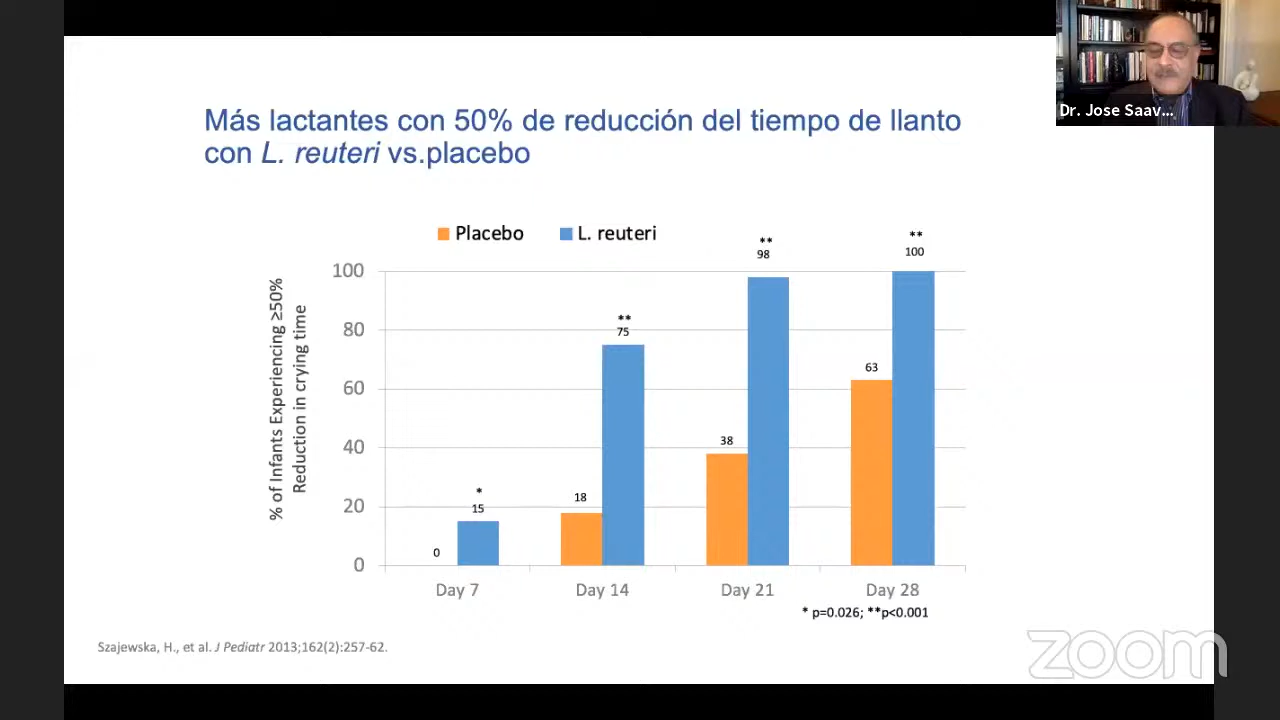 Dr. Jose Saav...
Más lactantes con 50% de reducción del tiempo de llanto
con L. reuteri vs.placebo
Placebo
L. reuteri
% of Infants Experiencing ≥50%
Reduction in crying time
100
80
60
40
20
0
0
*
15
18
**
75
38
**
98
63
**
100
Day 7
Day 14
Day 21
Day 28
* p=0.026; **p<0.001
Szajewska, H., et al. J Pediatr 2013;162(2):257-62.
zoom